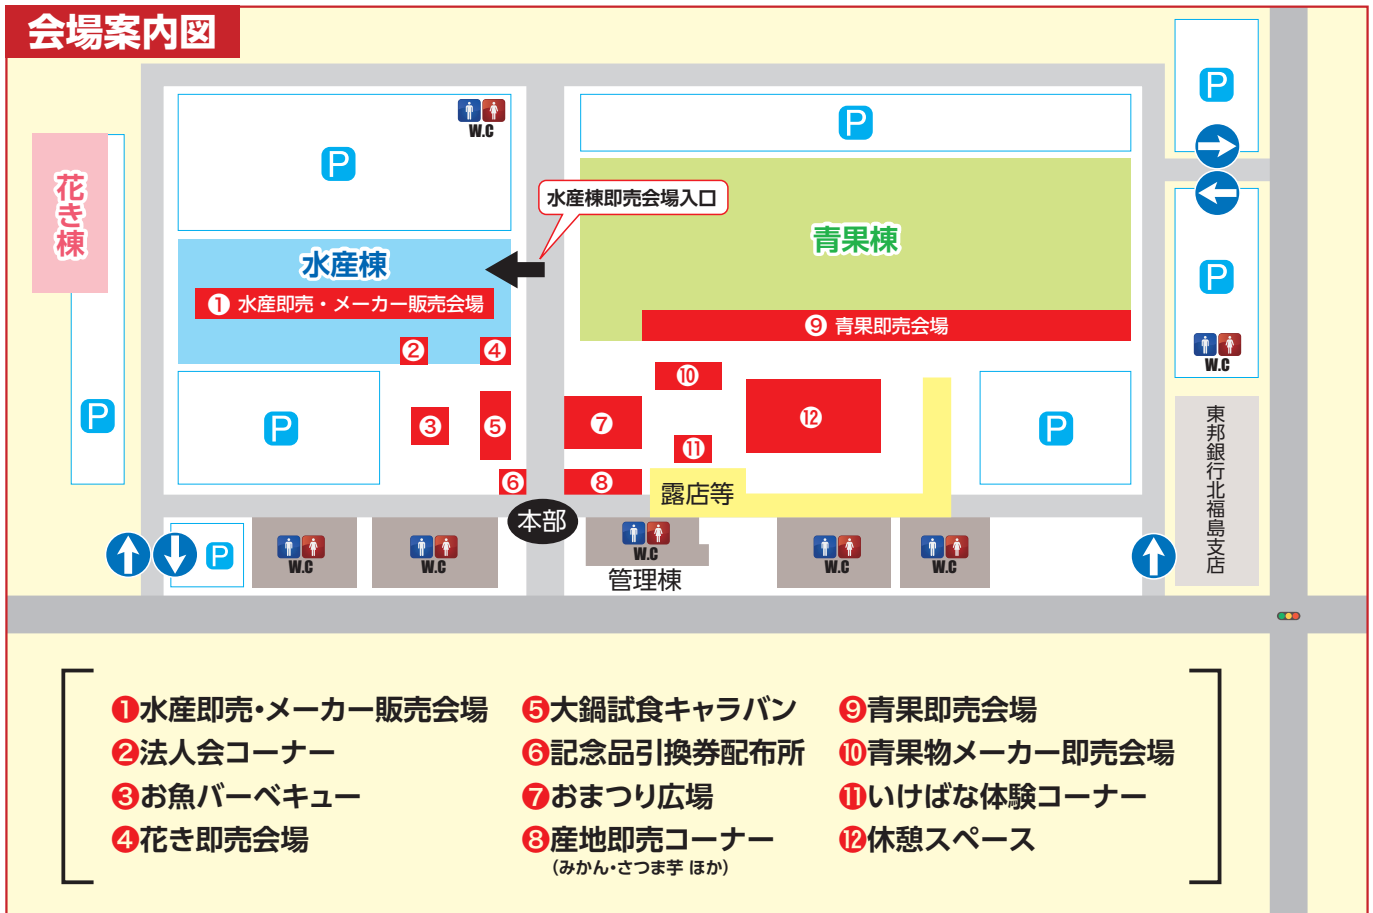 会場案内図
P
P
W.C
P
P
花き棟
水産棟即売会場入口
青果棟
水産棟
P
❶ 水産即売・メーカー販売会場
❾ 青果即売会場
W.C
❷
❹
❿
P
P
❸
❺
❼
⓬
P
東邦銀行北福島支店
⓫
❻
❽
露店等
本部
P
W.C
W.C
W.C
W.C
W.C
管理棟
❶水産即売・メーカー販売会場
❷法人会コーナー
❸お魚バーベキュー
❹花き即売会場
❺大鍋試食キャラバン
❻記念品引換券配布所
❼おまつり広場
❽産地即売コーナー
(みかん・さつま芋 ほか)
❾青果即売会場
❿青果物メーカー即売会場
⓫いけばな体験コーナー
⓬休憩スペース